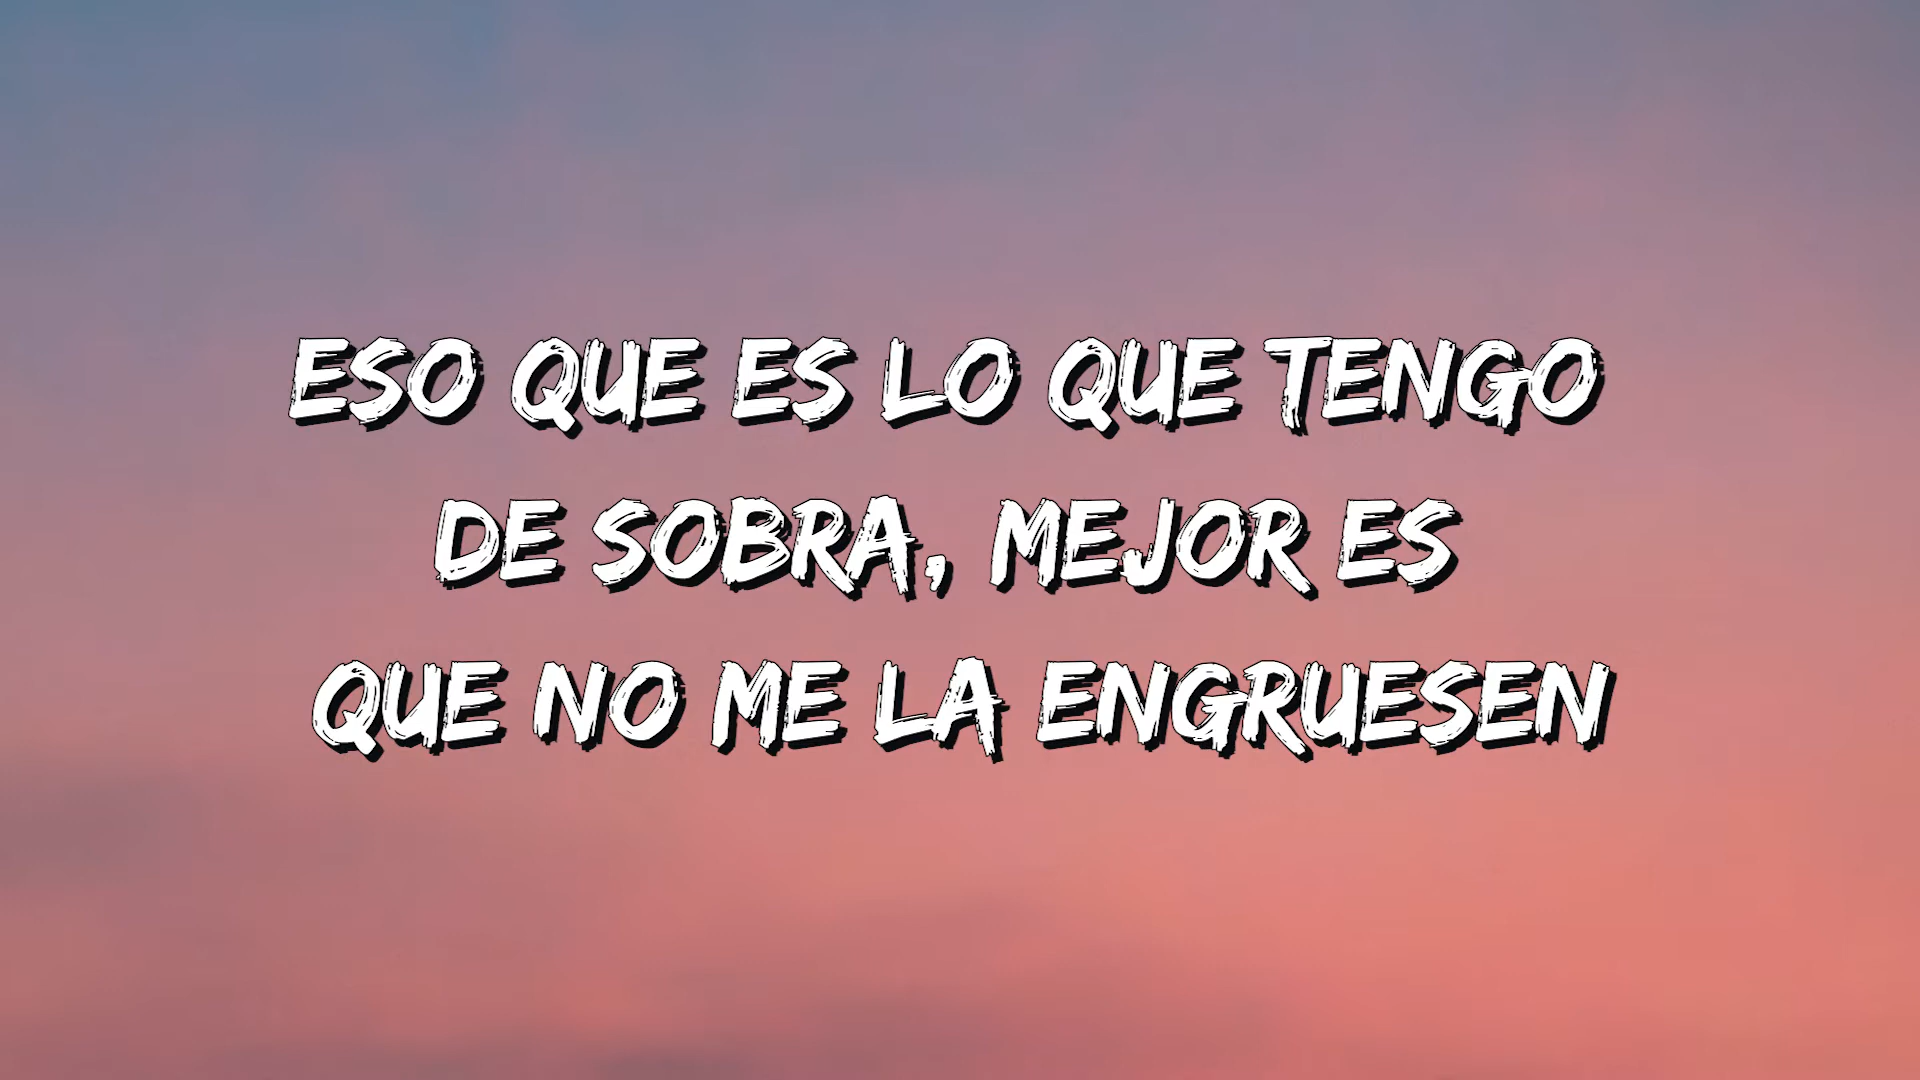 ESO QUE ES LO QUE TENGO
DE SOBRA, MEJOR ES
QUE NO ME LA ENGRUESEN